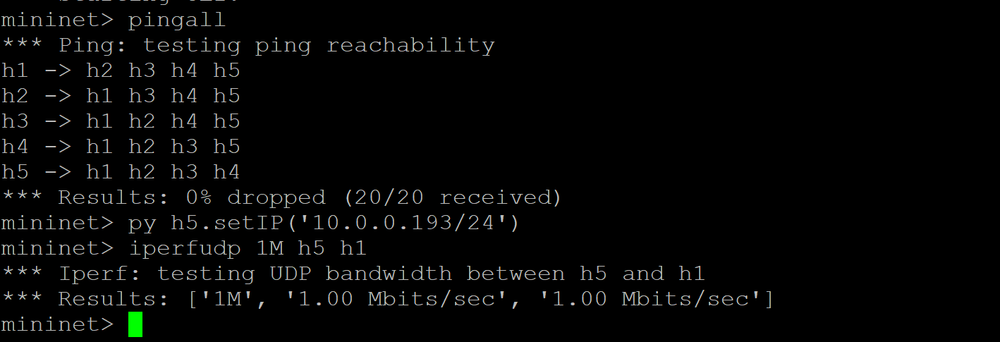 mininet> pingall
*** Ping: testing ping reachability
h1 -> h2 h3 h4 h5
h2 -> h1 h3 h4 h5
h3 -> h1 h2 h4 h5
h4 -> h1 h2 h3 h5
h5 -> h1 h2 h3 h4
*** Results: 0% dropped (20/20 received)
mininet> py h5.setIP('10.0.0.193/24')
mininet> iperfudp 1M h5 h1
*** Iperf: testing UDP bandwidth between h5 and h1
*** Results: ['1M', '1.00 Mbits/sec', '1.00 Mbits/sec']
mininet>